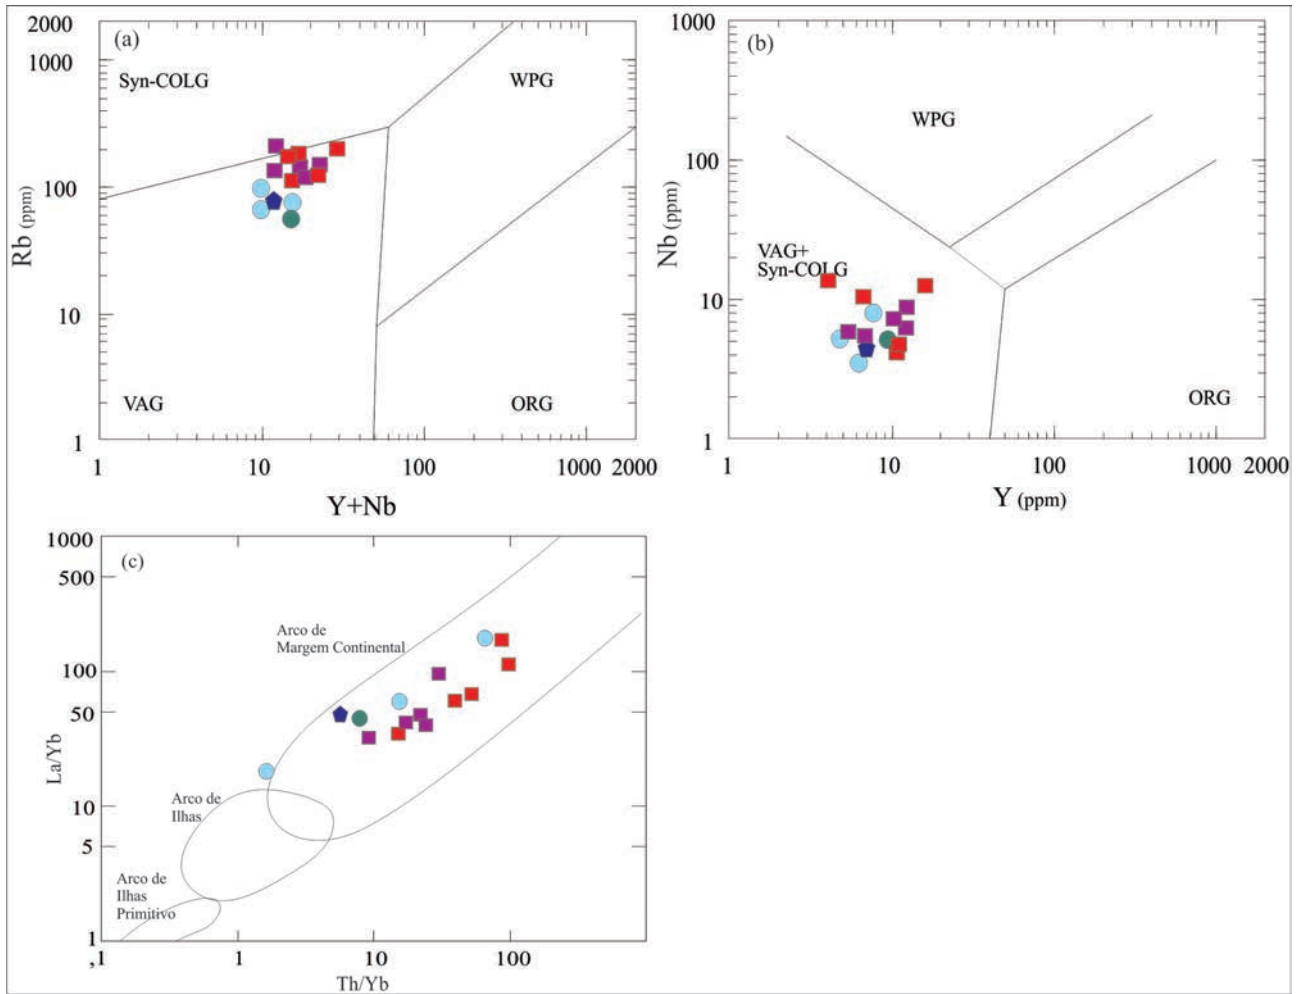 (a)
2000
1000
100
10
1
Rb (ppm)
Syn-COLG
WPG
VAG
ORG
1
10
100
1000
2000
Y+Nb
(b)
1000
100
10
1
Nb (ppm)
WPG
VAG+
Syn-COLG
ORG
1
10
100
1000
2000
Y (ppm)
(c)
1000
500
100
50
10
5
1
La/Yb
Arco de
Margem Continental
Arco de
Ilhas
Arco de
Ilhas
Primitivo
,1
1
10
100
Th/Yb